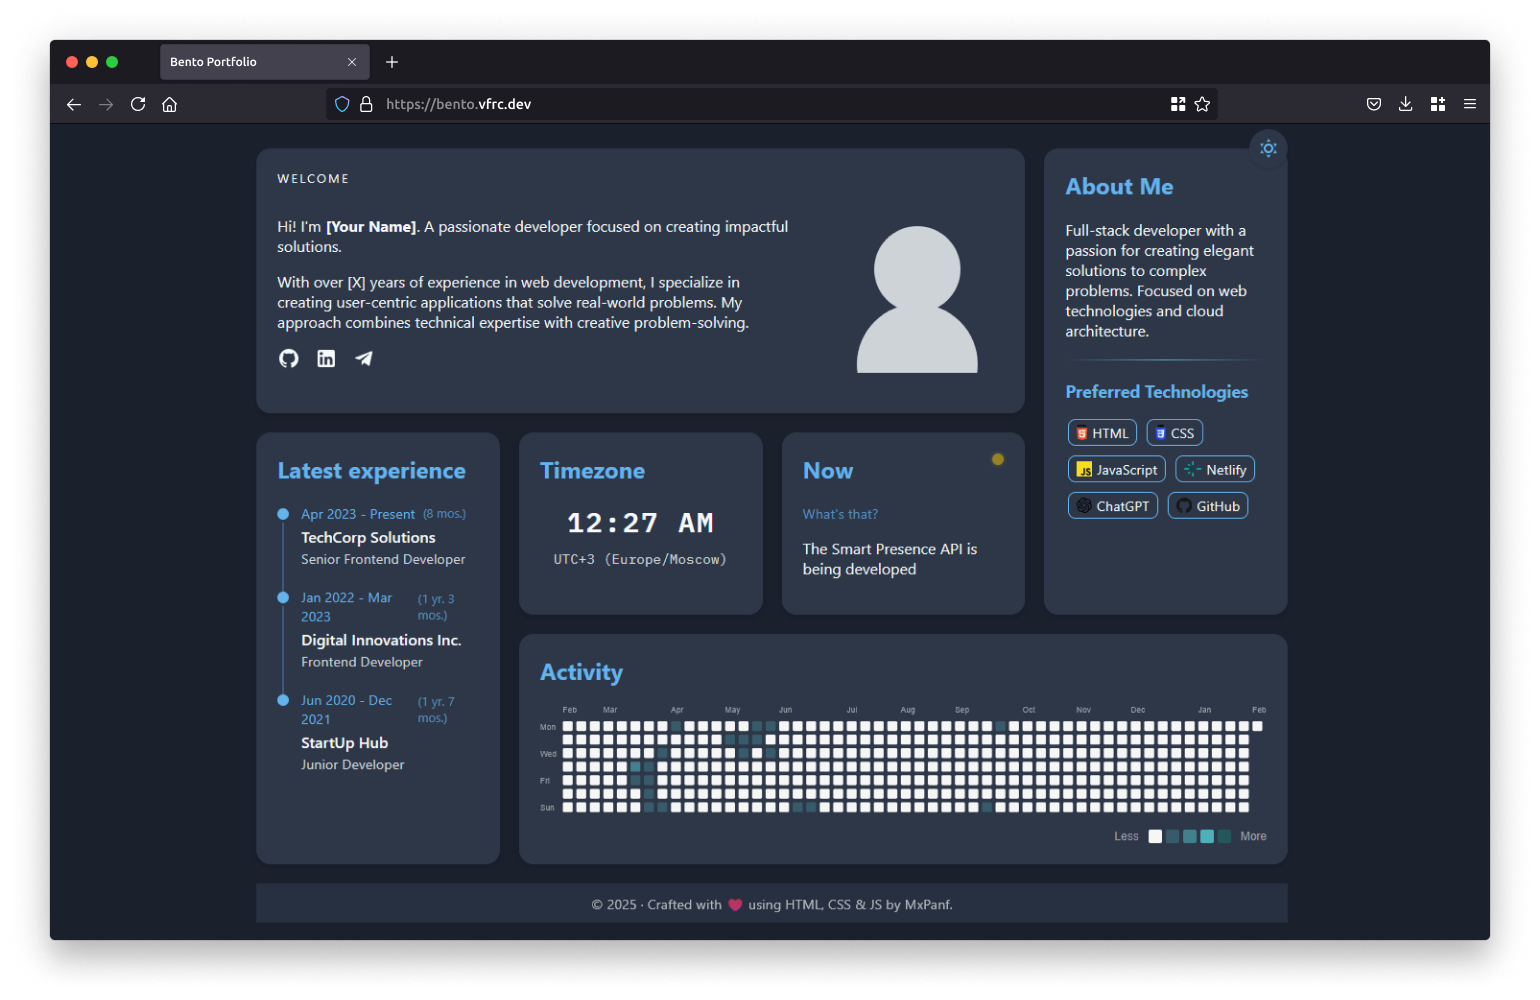 Bento Portfolio
https://bento.vfrc.dev
WELCOME
Hi! I'm [Your Name]. A passionate developer focused on creating impactful
solutions.
With over [X] years of experience in web development, I specialize in
creating user-centric applications that solve real-world problems. My
approach combines technical expertise with creative problem-solving.
About Me
Full-stack developer with a
passion for creating elegant
solutions to complex
problems. Focused on web
technologies and cloud
architecture.
Preferred Technologies
HTML CSS
JS JavaScript Netlify
ChatGPT GitHub
Latest experience
Apr 2023 - Present (8 mos.)
TechCorp Solutions
Senior Frontend Developer
Jan 2022 - Mar (1 yr. 3
2023 mos.)
Digital Innovations Inc.
Frontend Developer
Jun 2020 - Dec (1 yr. 7
2021 mos.)
StartUp Hub
Junior Developer
Timezone
12:27 AM
UTC+3 (Europe/Moscow)
Now
What's that?
The Smart Presence API is
being developed
Activity
Feb Mar Apr May Jun Jul Aug Sep Oct Nov Dec Jan Feb
Mon
Wed
Fri
Sun
Less More
© 2025 · Crafted with ❤ using HTML, CSS & JS by MxPanf.